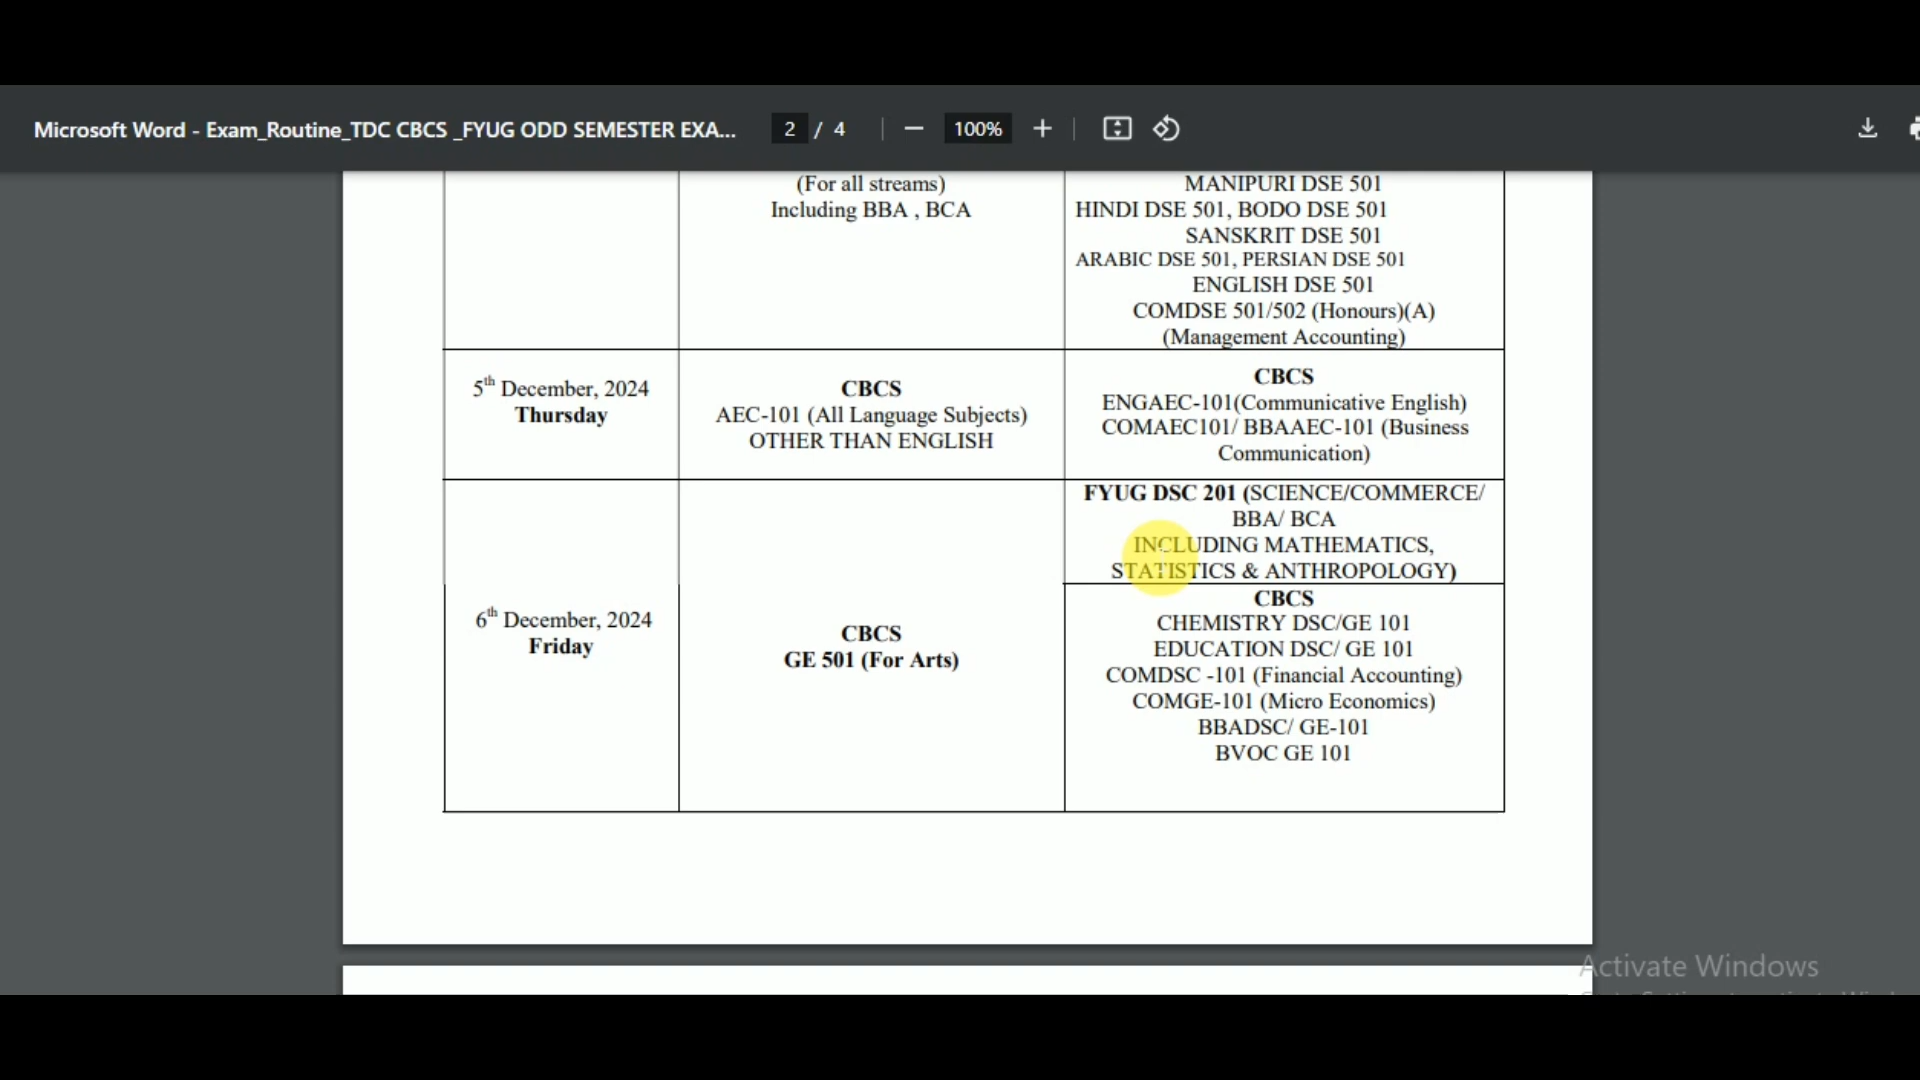 Microsoft Word - Exam_Routine_TDC CBCS _FYUG ODD SEMESTER EXA... 2 / 4 100%
(For all streams)
Including BBA , BCA
MANIPURI DSE 501
HINDI DSE 501, BODO DSE 501
SANSKRIT DSE 501
ARABIC DSE 501, PERSIAN DSE 501
ENGLISH DSE 501
COMDSE 501/502 (Honours)(A)
(Management Accounting)
5th December, 2024
Thursday
CBCS
AEC-101 (All Language Subjects)
OTHER THAN ENGLISH
CBCS
ENGAEC-101(Communicative English)
COMAEC101/ BBAAEC-101 (Business
Communication)
6th December, 2024
Friday
CBCS
GE 501 (For Arts)
FYUG DSC 201 (SCIENCE/COMMERCE/
BBA/ BCA
INCLUDING MATHEMATICS,
STATISTICS & ANTHROPOLOGY)
CBCS
CHEMISTRY DSC/GE 101
EDUCATION DSC/ GE 101
COMDSC -101 (Financial Accounting)
COMGE-101 (Micro Economics)
BBADSC/ GE-101
BVOC GE 101
Activate Windows